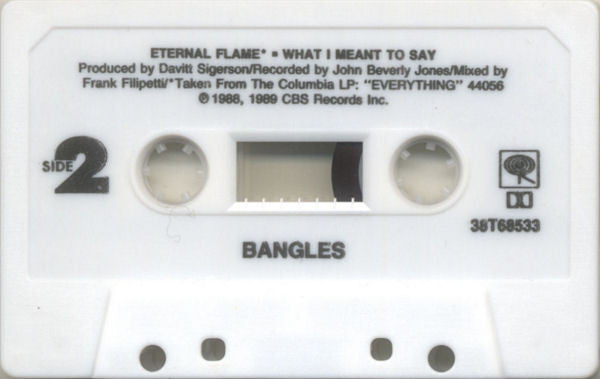 ETERNAL FLAME* ▪ WHAT I MEANT TO SAY
Produced by Davitt Sigerson/Recorded by John Beverly Jones/Mixed by
Frank Filipetti/*Taken From The Columbia LP: "EVERYTHING" 44056
℗ 1988, 1989 CBS Records Inc.
SIDE 2
38T68533
BANGLES